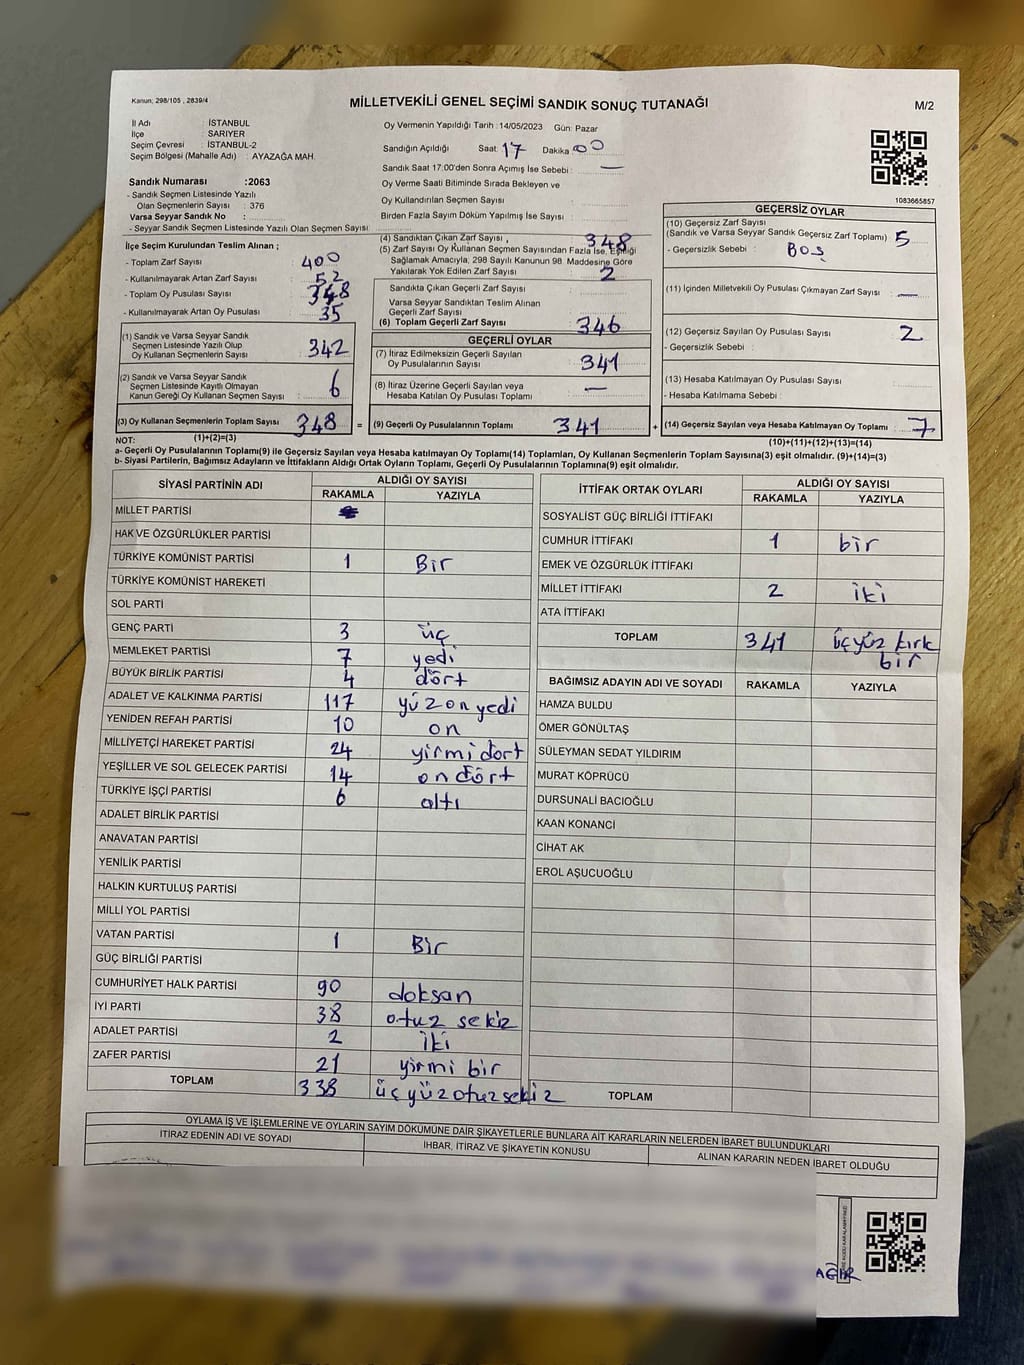 Kanun; 298/105 , 2839/4
MİLLETVEKİLİ GENEL SEÇİMİ SANDIK SONUÇ TUTANAĞI
M/2
İl Adı : İSTANBUL
İlçe : SARIYER
Seçim Çevresi : İSTANBUL-2
Seçim Bölgesi (Mahalle Adı) : AYAZAĞA MAH.
Oy Vermenin Yapıldığı Tarih :14/05/2023 Gün: Pazar
Sandığın Açıldığı Saat: 17 Dakika: 00
Sandık Saat 17:00'den Sonra Açımış İse Sebebi : —
Oy Verme Saati Bitiminde Sırada Bekleyen ve
Oy Kullandırılan Seçmen Sayısı
Birden Fazla Sayım Döküm Yapılmış İse Sayısı :
1083665857
Sandık Numarası :2063
- Sandık Seçmen Listesinde Yazılı
Olan Seçmenlerin Sayısı : 376
Varsa Seyyar Sandık No :
- Seyyar Sandık Seçmen Listesinde Yazılı Olan Seçmen Sayısı
İlçe Seçim Kurulundan Teslim Alınan ;
- Toplam Zarf Sayısı : 400
- Kullanılmayarak Artan Zarf Sayısı : 52
- Toplam Oy Pusulası Sayısı : 348
- Kullanılmayarak Artan Oy Pusulası : 35
(1) Sandık ve Varsa Seyyar Sandık
Seçmen Listesinde Yazılı Olup
Oy Kullanan Seçmenlerin Sayısı 342
(2) Sandık ve Varsa Seyyar Sandık
Seçmen Listesinde Kayıtlı Olmayan
Kanun Gereği Oy Kullanan Seçmen Sayısı 6
(3) Oy Kullanan Seçmenlerin Toplam Sayısı 348 =
(4) Sandıktan Çıkan Zarf Sayısı , 348
(5) Zarf Sayısı Oy Kullanan Seçmen Sayısından Fazla İse, Eşitliği
Sağlamak Amacıyla, 298 Sayılı Kanunun 98. Maddesine Göre
Yakılarak Yok Edilen Zarf Sayısı 2
Sandıkta Çıkan Geçerli Zarf Sayısı
Varsa Seyyar Sandıktan Teslim Alınan
Geçerli Zarf Sayısı
(6) Toplam Geçerli Zarf Sayısı 346
GEÇERLİ OYLAR
(7) İtiraz Edilmeksizin Geçerli Sayılan
Oy Pusulalarının Sayısı 341
(8) İtiraz Üzerine Geçerli Sayılan veya
Hesaba Katılan Oy Pusulası Toplamı —
(9) Geçerli Oy Pusulalarının Toplamı 341 +
GEÇERSİZ OYLAR
(10) Geçersiz Zarf Sayısı
(Sandık ve Varsa Seyyar Sandık Geçersiz Zarf Toplamı) 5
- Geçersizlik Sebebi : BOŞ
(11) İçinden Milletvekili Oy Pusulası Çıkmayan Zarf Sayısı : —
(12) Geçersiz Sayılan Oy Pusulası Sayısı 2
- Geçersizlik Sebebi :
(13) Hesaba Katılmayan Oy Pusulası Sayısı
- Hesaba Katılmama Sebebi :
(14) Geçersiz Sayılan veya Hesaba Katılmayan Oy Toplamı 7
NOT: (1)+(2)=(3)
(10)+(11)+(12)+(13)=(14)
a- Geçerli Oy Pusulalarının Toplamı(9) ile Geçersiz Sayılan veya Hesaba katılmayan Oy Toplamı(14) Toplamları, Oy Kullanan Seçmenlerin Toplam Sayısına(3) eşit olmalıdır. (9)+(14)=(3)
b- Siyasi Partilerin, Bağımsız Adayların ve İttifakların Aldığı Ortak Oyların Toplamı, Geçerli Oy Pusulalarının Toplamına(9) eşit olmalıdır.
SİYASİ PARTİNİN ADI ALDIĞI OY SAYISI
RAKAMLA YAZIYLA
MİLLET PARTİSİ
HAK VE ÖZGÜRLÜKLER PARTİSİ
TÜRKİYE KOMÜNİST PARTİSİ 1 Bir
TÜRKİYE KOMÜNİST HAREKETİ
SOL PARTİ
GENÇ PARTİ 3 üç
MEMLEKET PARTİSİ 7 yedi
BÜYÜK BİRLİK PARTİSİ 4 dört
ADALET VE KALKINMA PARTİSİ 117 yüz on yedi
YENİDEN REFAH PARTİSİ 10 on
MİLLİYETÇİ HAREKET PARTİSİ 24 yirmi dört
YEŞİLLER VE SOL GELECEK PARTİSİ 14 on dört
TÜRKİYE İŞÇİ PARTİSİ 6 altı
ADALET BİRLİK PARTİSİ
ANAVATAN PARTİSİ
YENİLİK PARTİSİ
HALKIN KURTULUŞ PARTİSİ
MİLLİ YOL PARTİSİ
VATAN PARTİSİ 1 Bir
GÜÇ BİRLİĞİ PARTİSİ
CUMHURİYET HALK PARTİSİ 90 doksan
İYİ PARTİ 38 otuz sekiz
ADALET PARTİSİ 2 iki
ZAFER PARTİSİ 21 yirmi bir
TOPLAM 338 üç yüz otuz sekiz
İTTİFAK ORTAK OYLARI ALDIĞI OY SAYISI
RAKAMLA YAZIYLA
SOSYALİST GÜÇ BİRLİĞİ İTTİFAKI
CUMHUR İTTİFAKI 1 bir
EMEK VE ÖZGÜRLÜK İTTİFAKI
MİLLET İTTİFAKI 2 iki
ATA İTTİFAKI
TOPLAM 341 üçyüz kırk
bir
BAĞIMSIZ ADAYIN ADI VE SOYADI RAKAMLA YAZIYLA
HAMZA BULDU
ÖMER GÖNÜLTAŞ
SÜLEYMAN SEDAT YILDIRIM
MURAT KÖPRÜCÜ
DURSUNALİ BACIOĞLU
KAAN KONANCİ
CİHAT AK
EROL AŞUCUOĞLU
TOPLAM
OYLAMA İŞ VE İŞLEMLERİNE VE OYLARIN SAYIM DÖKÜMÜNE DAİR ŞİKAYETLERLE BUNLARA AİT KARARLARIN NELERDEN İBARET BULUNDUKLARI
İTİRAZ EDENİN ADI VE SOYADI
İHBAR, İTİRAZ VE ŞİKAYETİN KONUSU
ALINAN KARARIN NEDEN İBARET OLDUĞU